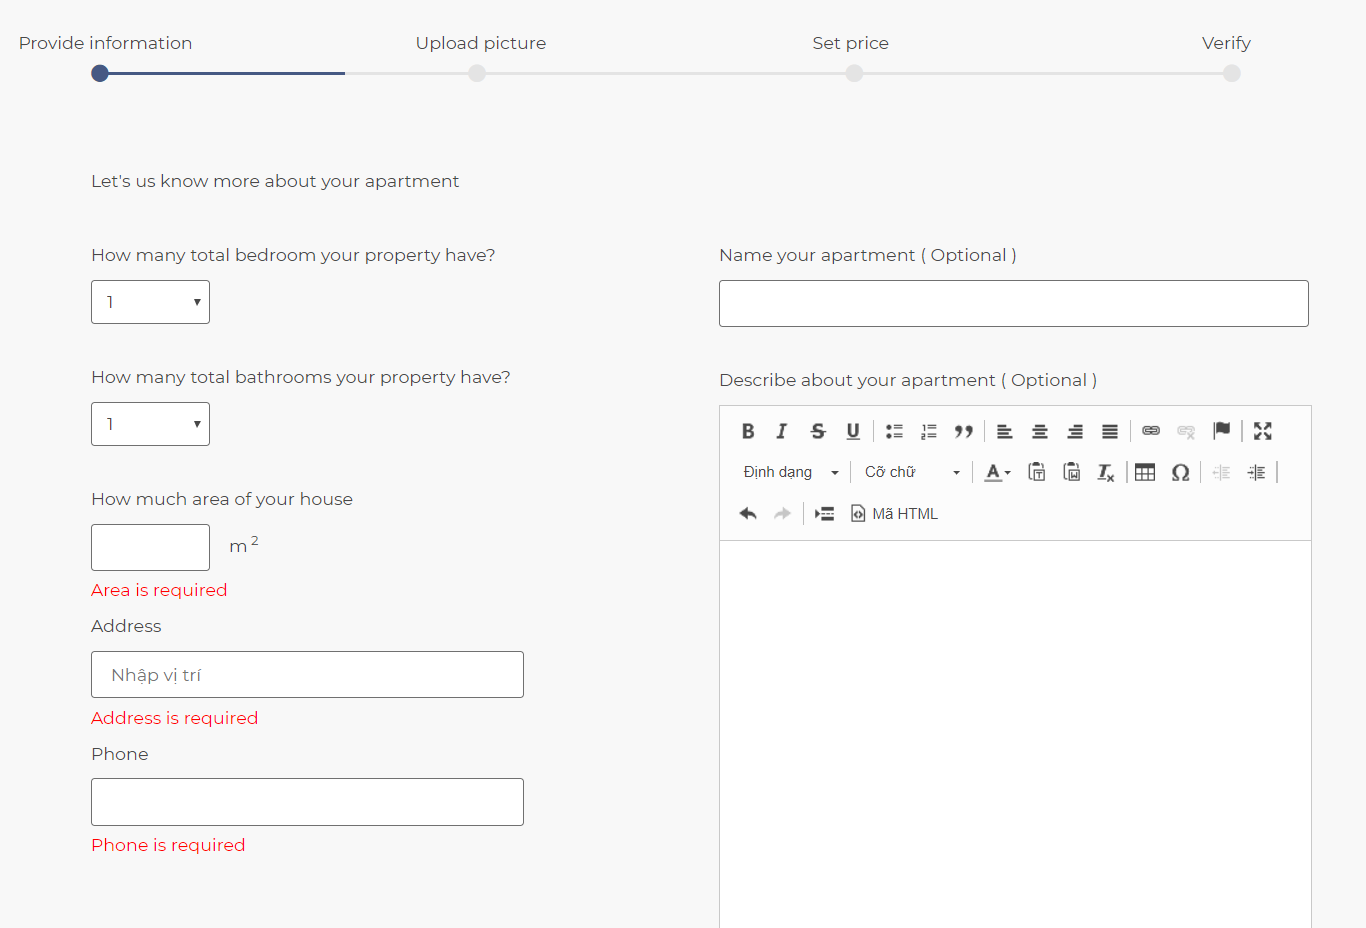 Provide information Upload picture Set price Verify
Let's us know more about your apartment
How many total bedroom your property have?
1
How many total bathrooms your property have?
1
How much area of your house
m 2
Area is required
Address
Nhập vị trí
Address is required
Phone
Phone is required
Name your apartment ( Optional )
Describe about your apartment ( Optional )
Định dạng Cỡ chữ
Mã HTML